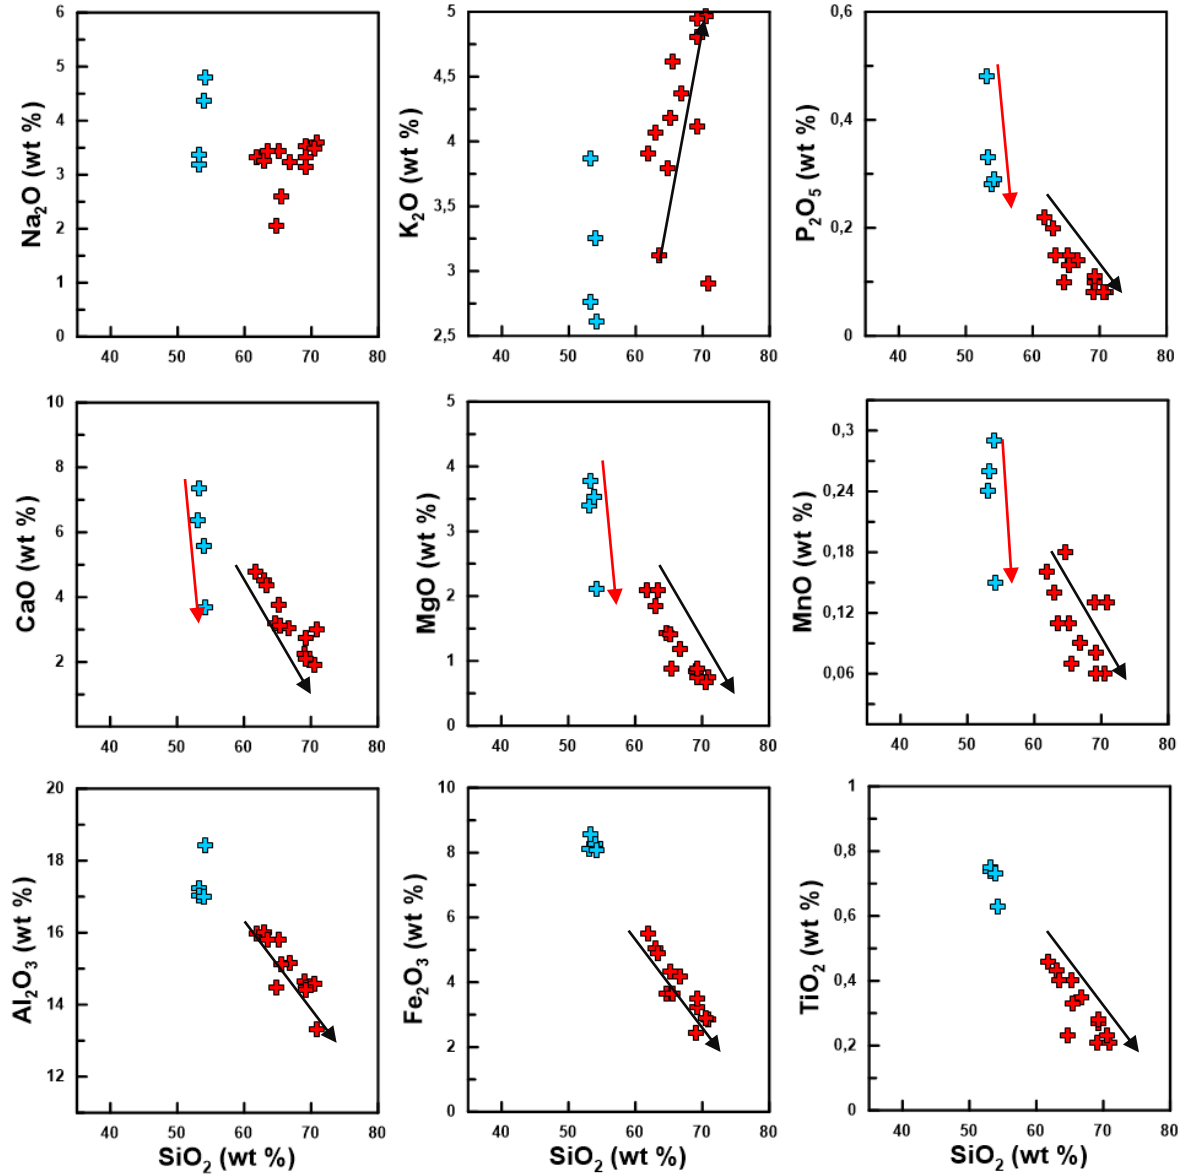 6
5
4
3
2
1
0
Na₂O (wt %)
40 50 60 70 80
5
4,5
4
3,5
3
2,5
K₂O (wt %)
40 50 60 70 80
0,6
0,4
0,2
0
P₂O₅ (wt %)
40 50 60 70 80
10
8
6
4
2
CaO (wt %)
40 50 60 70 80
5
4
3
2
1
0
MgO (wt %)
40 50 60 70 80
0,3
0,24
0,18
0,12
0,06
MnO (wt %)
40 50 60 70 80
20
18
16
14
12
Al₂O₃ (wt %)
40 50 60 70 80
SiO₂ (wt %)
10
8
6
4
2
0
Fe₂O₃ (wt %)
40 50 60 70 80
SiO₂ (wt %)
1
0,8
0,6
0,4
0,2
0
TiO₂ (wt %)
40 50 60 70 80
SiO₂ (wt %)